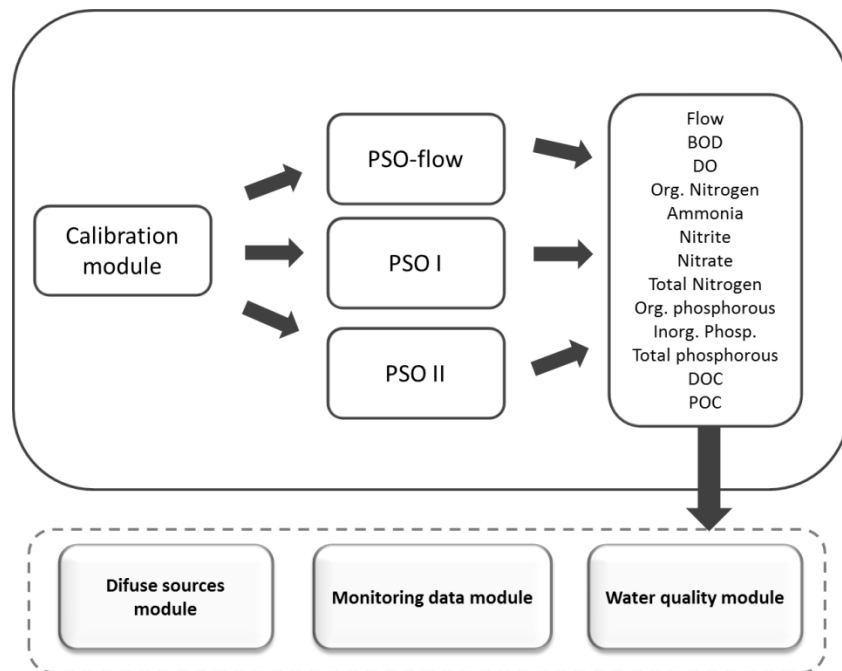 Calibration
module
PSO-flow
PSO I
PSO II
Flow
BOD
DO
Org. Nitrogen
Ammonia
Nitrite
Nitrate
Total Nitrogen
Org. phosphorous
Inorg. Phosp.
Total phosphorous
DOC
POC
Difuse sources
module
Monitoring data module
Water quality module